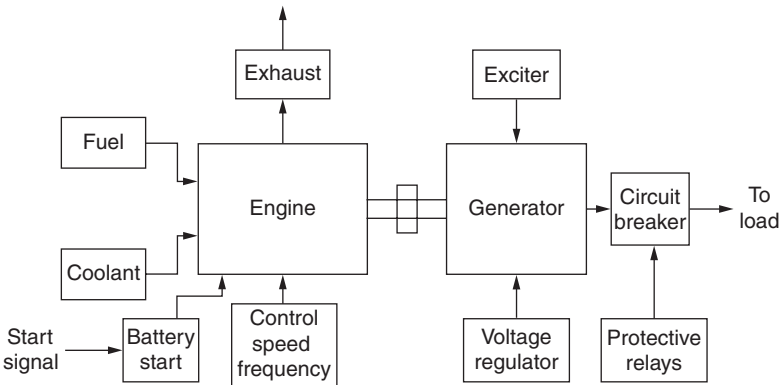 Exhaust
Exciter
Fuel
Engine
Generator
Circuit
breaker
To
load
Coolant
Start
signal
Battery
start
Control
speed
frequency
Voltage
regulator
Protective
relays